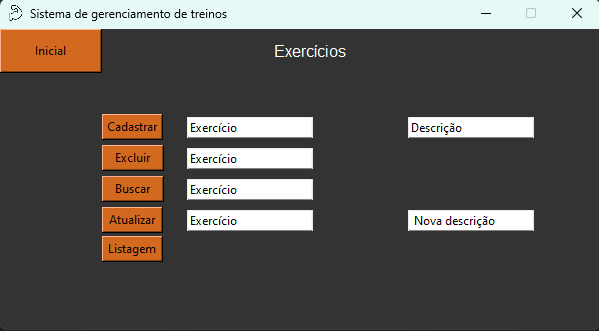 Sistema de gerenciamento de treinos
Inicial
Exercícios
Cadastrar Exercício Descrição
Excluir Exercício
Buscar Exercício
Atualizar Exercício Nova descrição
Listagem